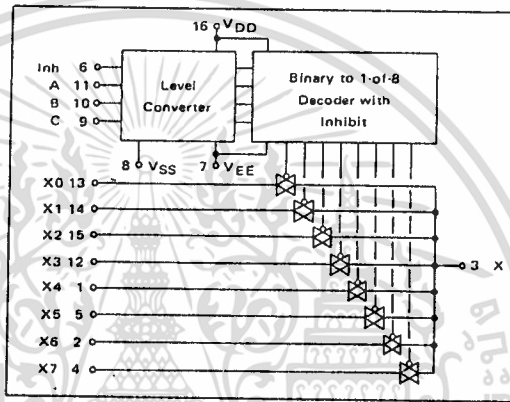 16 VDD
Inh 6
A 11
B 10
C 9
Level
Converter
Binary to 1-of-8
Decoder with
Inhibit
8 VSS
7 VEE
X0 13
X1 14
X2 15
X3 12
X4 1
X5 5
X6 2
X7 4
3 X